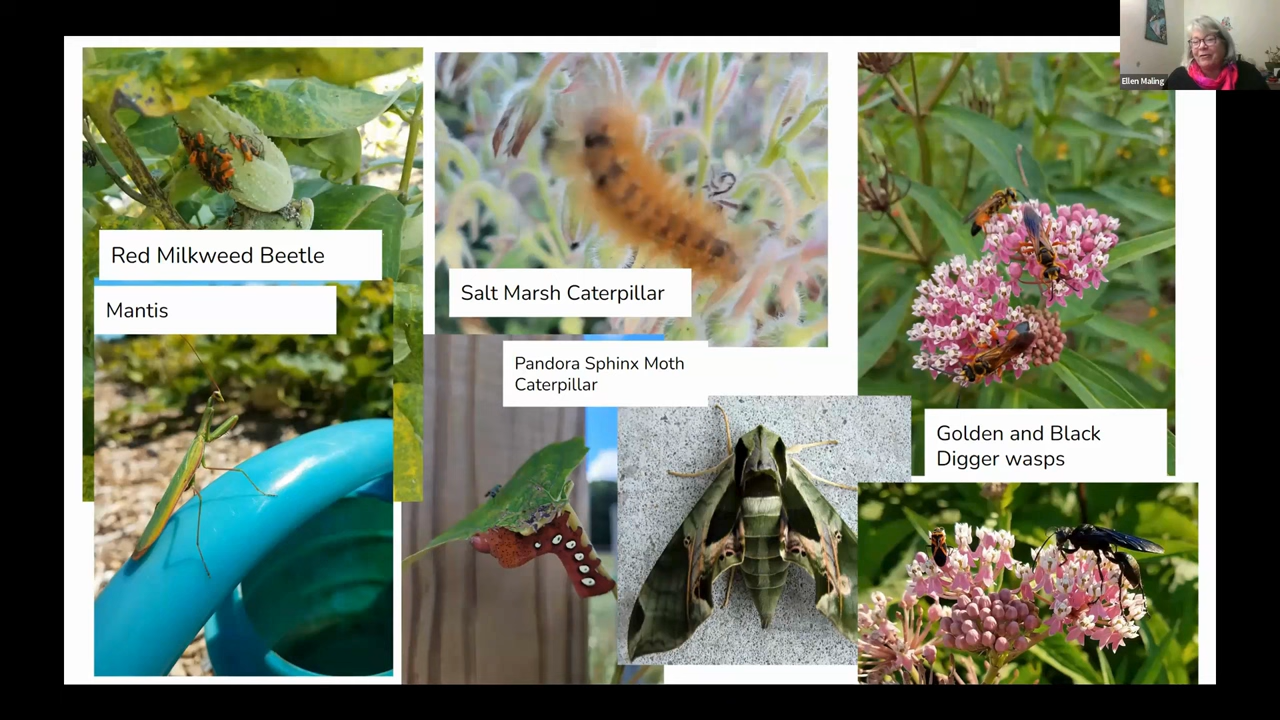 Ellen Maling
Red Milkweed Beetle
Mantis
Salt Marsh Caterpillar
Pandora Sphinx Moth
Caterpillar
Golden and Black
Digger wasps